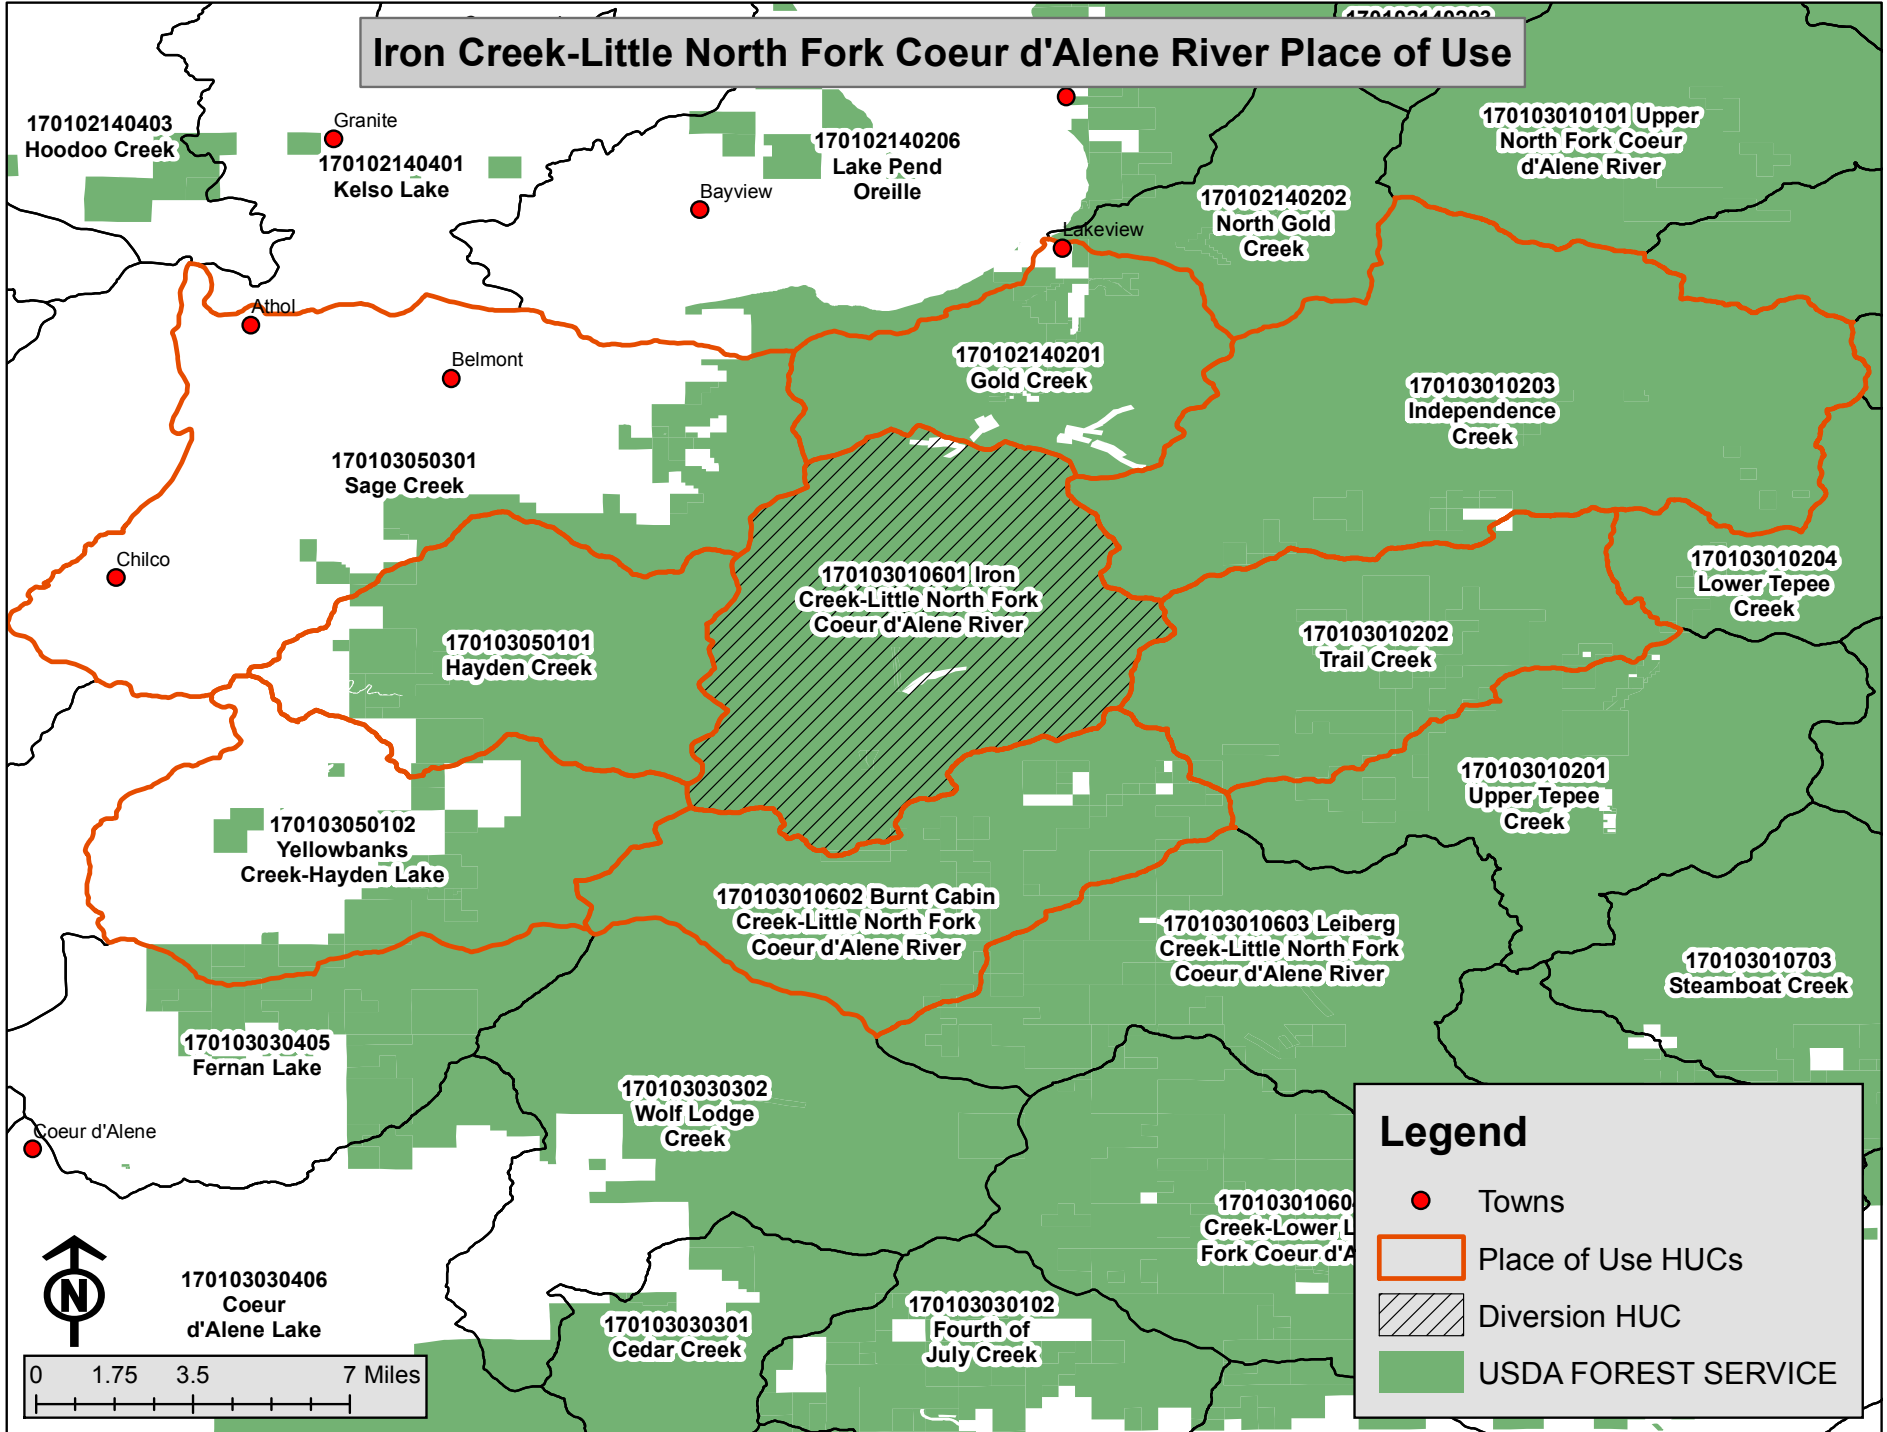 170102140203
Iron Creek-Little North Fork Coeur d'Alene River Place of Use
170102140403
Hoodoo Creek
Granite
170102140401
Kelso Lake
170102140206
Lake Pend
Oreille
Bayview
170103010101 Upper
North Fork Coeur
d'Alene River
170102140202
North Gold
Creek
Lakeview
Athol
Belmont
170102140201
Gold Creek
170103010203
Independence
Creek
170103050301
Sage Creek
Chilco
170103010601 Iron
Creek-Little North Fork
Coeur d'Alene River
170103010204
Lower Tepee
Creek
170103050101
Hayden Creek
170103010202
Trail Creek
170103010201
Upper Tepee
Creek
170103050102
Yellowbanks
Creek-Hayden Lake
170103010602 Burnt Cabin
Creek-Little North Fork
Coeur d'Alene River
170103010603 Leiberg
Creek-Little North Fork
Coeur d'Alene River
170103010703
Steamboat Creek
170103030405
Fernan Lake
170103030302
Wolf Lodge
Creek
Coeur d'Alene
17010301060
Creek-Lower
Fork Coeur d'A
170103030406
Coeur
d'Alene Lake
170103030301
Cedar Creek
170103030102
Fourth of
July Creek
N
0 1.75 3.5 7 Miles
Legend
Towns
Place of Use HUCs
Diversion HUC
USDA FOREST SERVICE